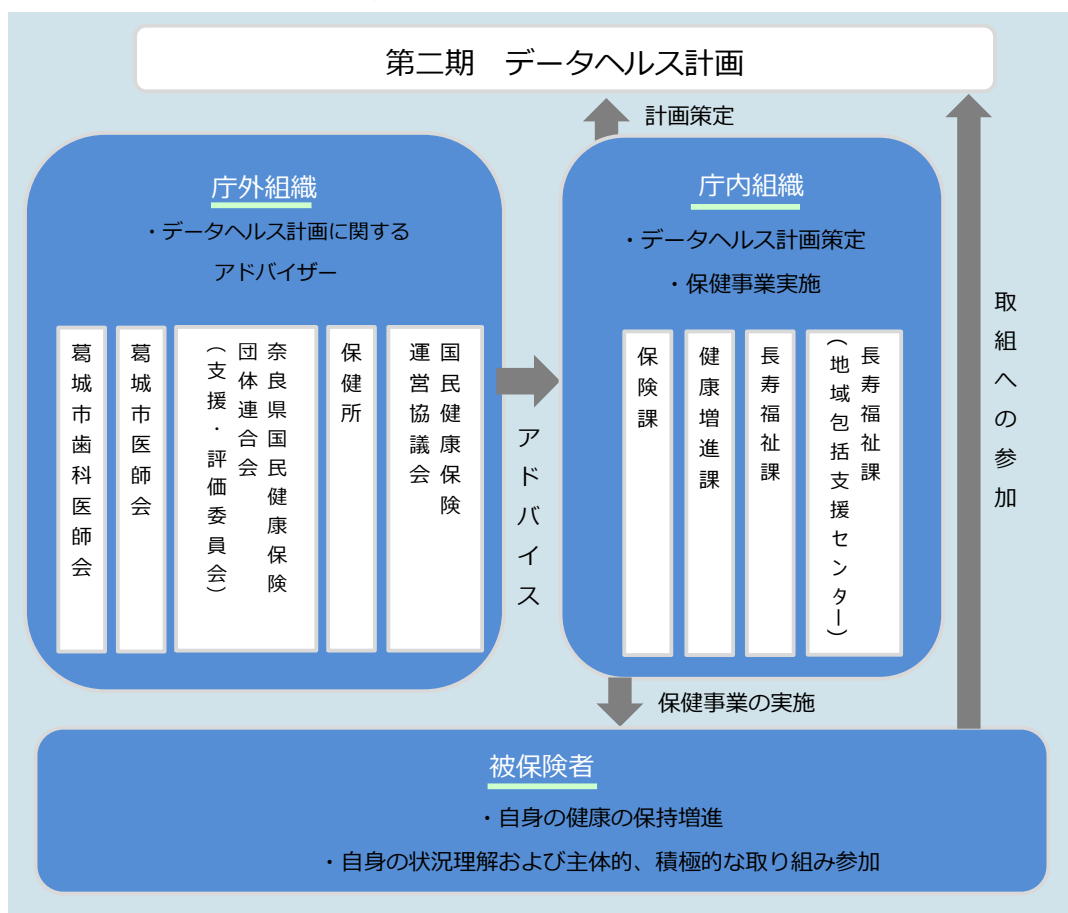 第二期　データヘルス計画
計画策定
庁外組織
・データヘルス計画に関する
アドバイザー
葛城市歯科医師会
葛城市医師会
奈良県国民健康保険
団体連合会
（支援・評価委員会）
保健所
国民健康保険
運営協議会
アドバイス
庁内組織
・データヘルス計画策定
・保健事業実施
保険課
健康増進課
長寿福祉課
長寿福祉課
（地域包括支援センター）
取組への参加
保健事業の実施
被保険者
・自身の健康の保持増進
・自身の状況理解および主体的、積極的な取り組み参加